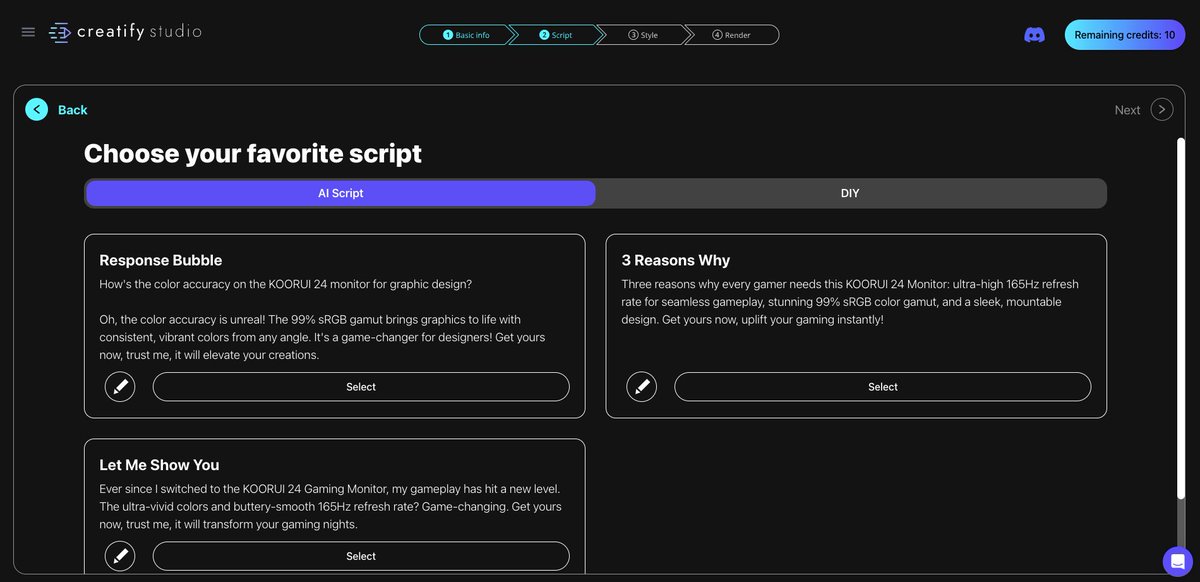 creatify studio
1 Basic info
2 Script
3 Style
4 Render
Remaining credits: 10
Back
Next
Choose your favorite script
AI Script
DIY
Response Bubble
How's the color accuracy on the KOORUI 24 monitor for graphic design?
Oh, the color accuracy is unreal! The 99% sRGB gamut brings graphics to life with
consistent, vibrant colors from any angle. It's a game-changer for designers! Get yours
now, trust me, it will elevate your creations.
Select
3 Reasons Why
Three reasons why every gamer needs this KOORUI 24 Monitor: ultra-high 165Hz refresh
rate for seamless gameplay, stunning 99% sRGB color gamut, and a sleek, mountable
design. Get yours now, uplift your gaming instantly!
Select
Let Me Show You
Ever since I switched to the KOORUI 24 Gaming Monitor, my gameplay has hit a new level.
The ultra-vivid colors and buttery-smooth 165Hz refresh rate? Game-changing. Get yours
now, trust me, it will transform your gaming nights.
Select